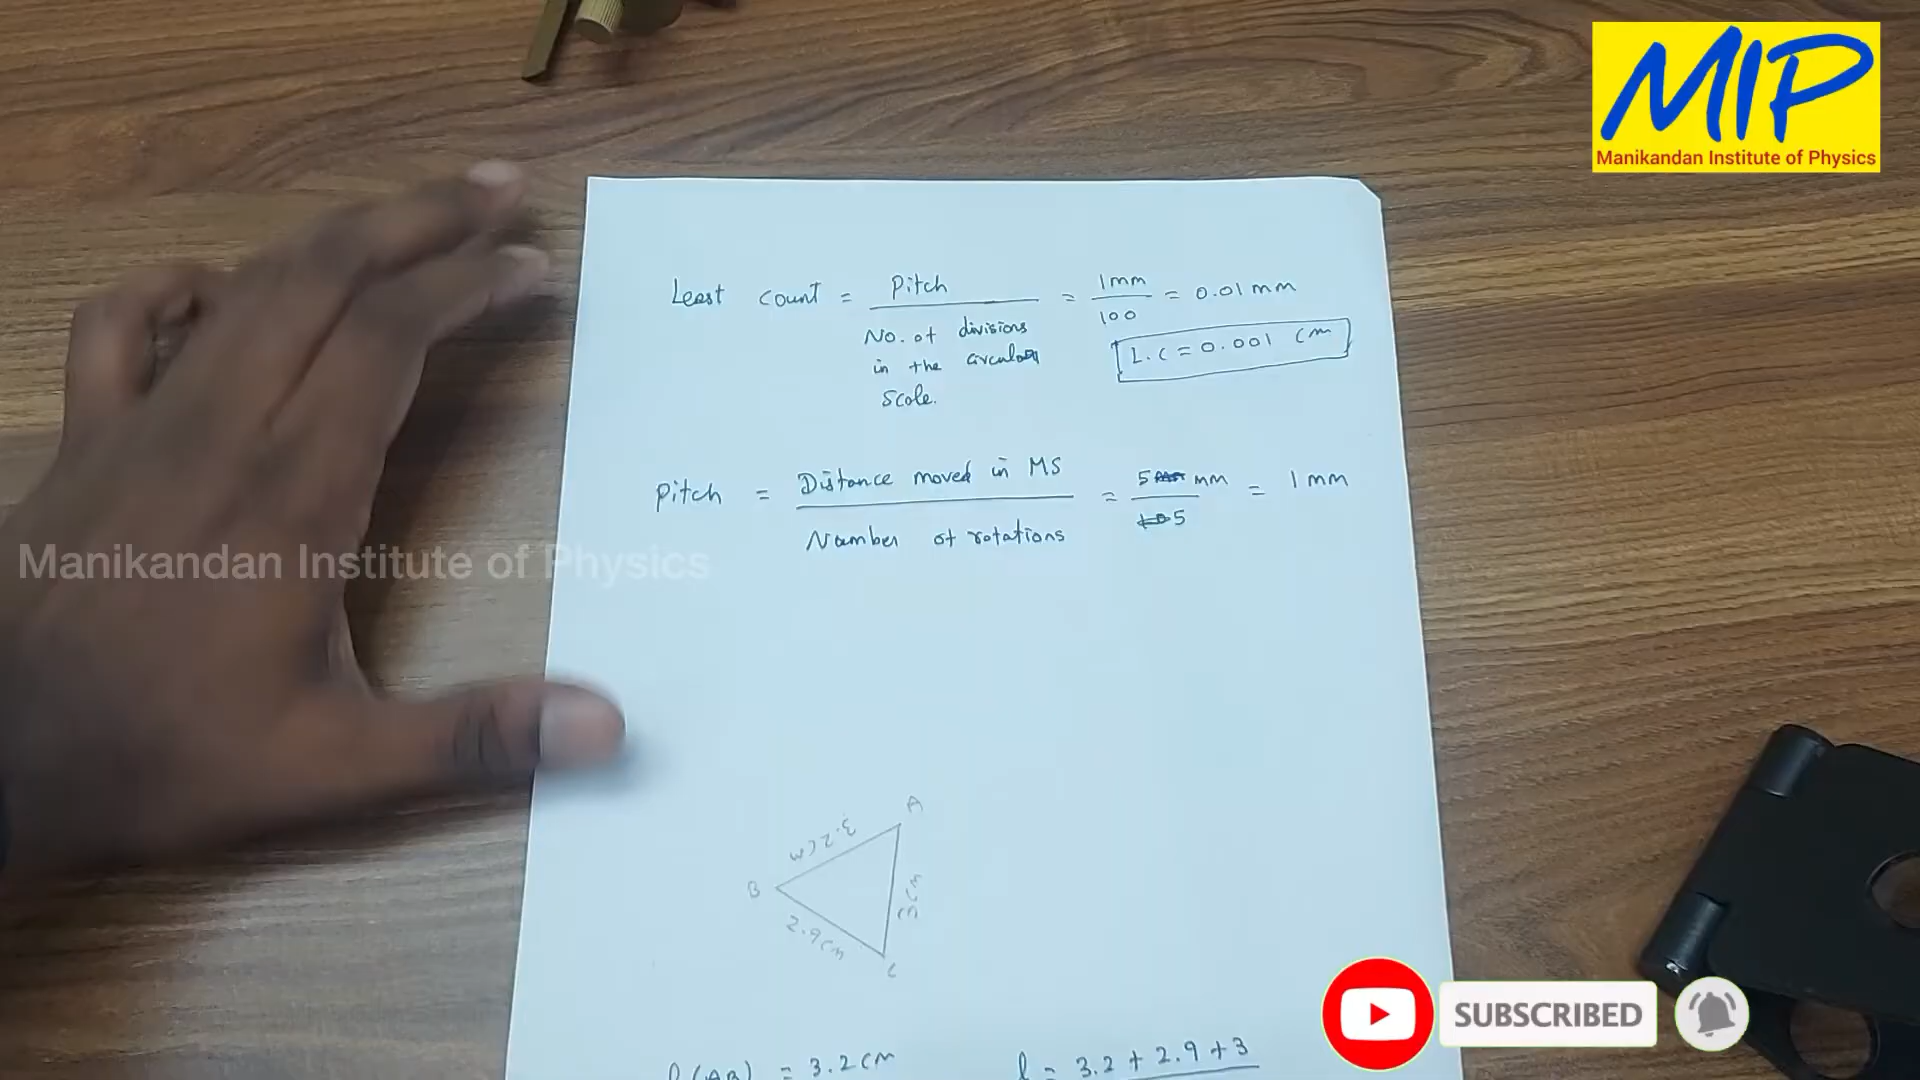 MIP
Manikandan Institute of Physics
Least count = Pitch / No. of divisions in the circular scale. = 1mm / 100 = 0.01 mm
L.C = 0.001 cm
Pitch = Distance moved in MS / Number of rotations = 5 mm / 5 = 1 mm
Manikandan Institute of Physics
A
3.2cm
B
3cm
2.9cm
C
l(AB) = 3.2cm
l = 3.2 + 2.9 + 3
SUBSCRIBED